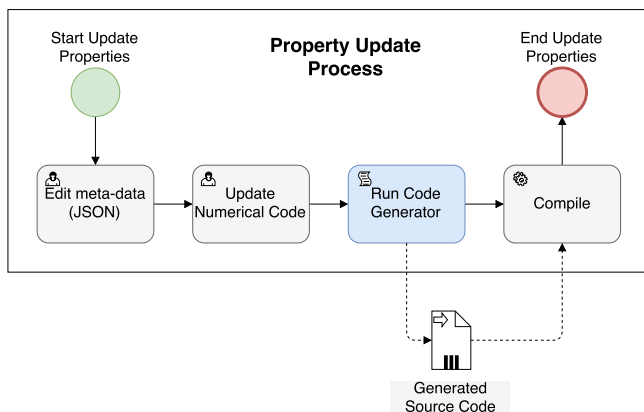 Start Update
Properties
Property Update
Process
End Update
Properties
Edit meta-data
(JSON)
Update
Numerical Code
Run Code
Generator
Compile
Generated
Source Code